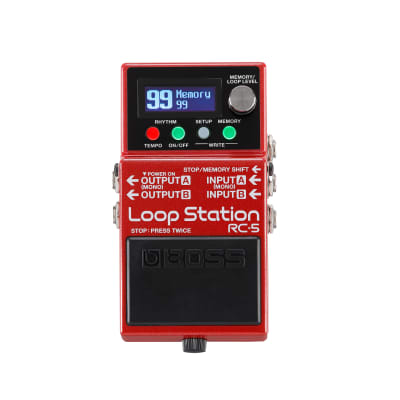 99 Memory
99
MEMORY/
LOOP LEVEL
RHYTHM SETUP MEMORY
TEMPO ON/OFF WRITE
STOP/MEMORY SHIFT
▼ POWER ON
OUTPUT A INPUT A
(MONO) (MONO)
OUTPUT B INPUT B
Loop Station
RC-5
STOP: PRESS TWICE
BOSS